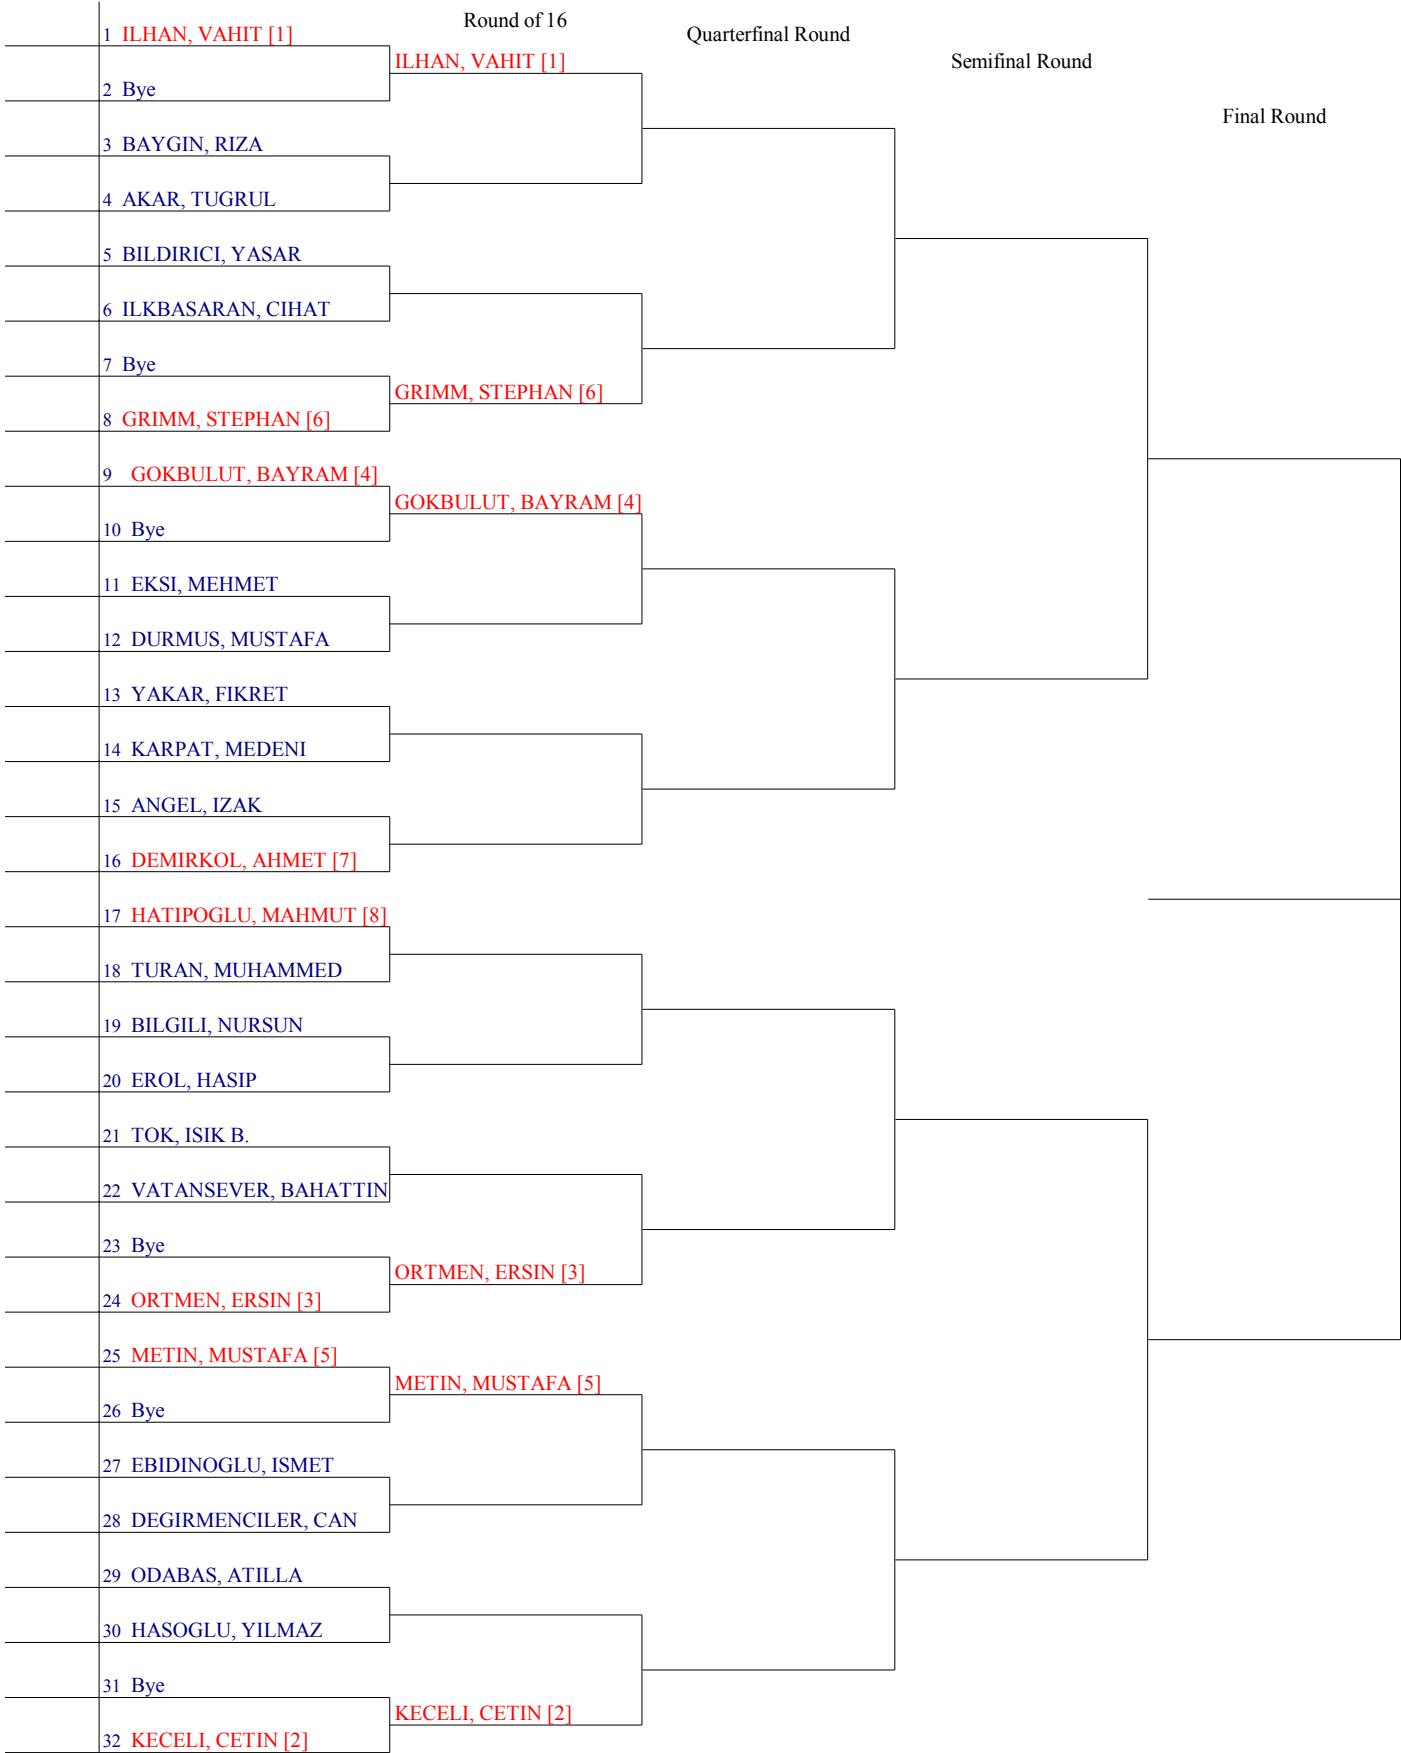 Round of 16
Quarterfinal Round
Semifinal Round
Final Round
1 ILHAN, VAHIT [1]
ILHAN, VAHIT [1]
2 Bye
3 BAYGIN, RIZA
4 AKAR, TUGRUL
5 BILDIRICI, YASAR
6 ILKBASARAN, CIHAT
7 Bye
GRIMM, STEPHAN [6]
8 GRIMM, STEPHAN [6]
9 GOKBULUT, BAYRAM [4]
GOKBULUT, BAYRAM [4]
10 Bye
11 EKSI, MEHMET
12 DURMUS, MUSTAFA
13 YAKAR, FIKRET
14 KARPAT, MEDENI
15 ANGEL, IZAK
16 DEMIRKOL, AHMET [7]
17 HATIPOGLU, MAHMUT [8]
18 TURAN, MUHAMMED
19 BILGILI, NURSUN
20 EROL, HASIP
21 TOK, ISIK B.
22 VATANSEVER, BAHATTIN
23 Bye
ORTMEN, ERSIN [3]
24 ORTMEN, ERSIN [3]
25 METIN, MUSTAFA [5]
METIN, MUSTAFA [5]
26 Bye
27 EBIDINOGLU, ISMET
28 DEGIRMENCILER, CAN
29 ODABAS, ATILLA
30 HASOGLU, YILMAZ
31 Bye
KECELI, CETIN [2]
32 KECELI, CETIN [2]